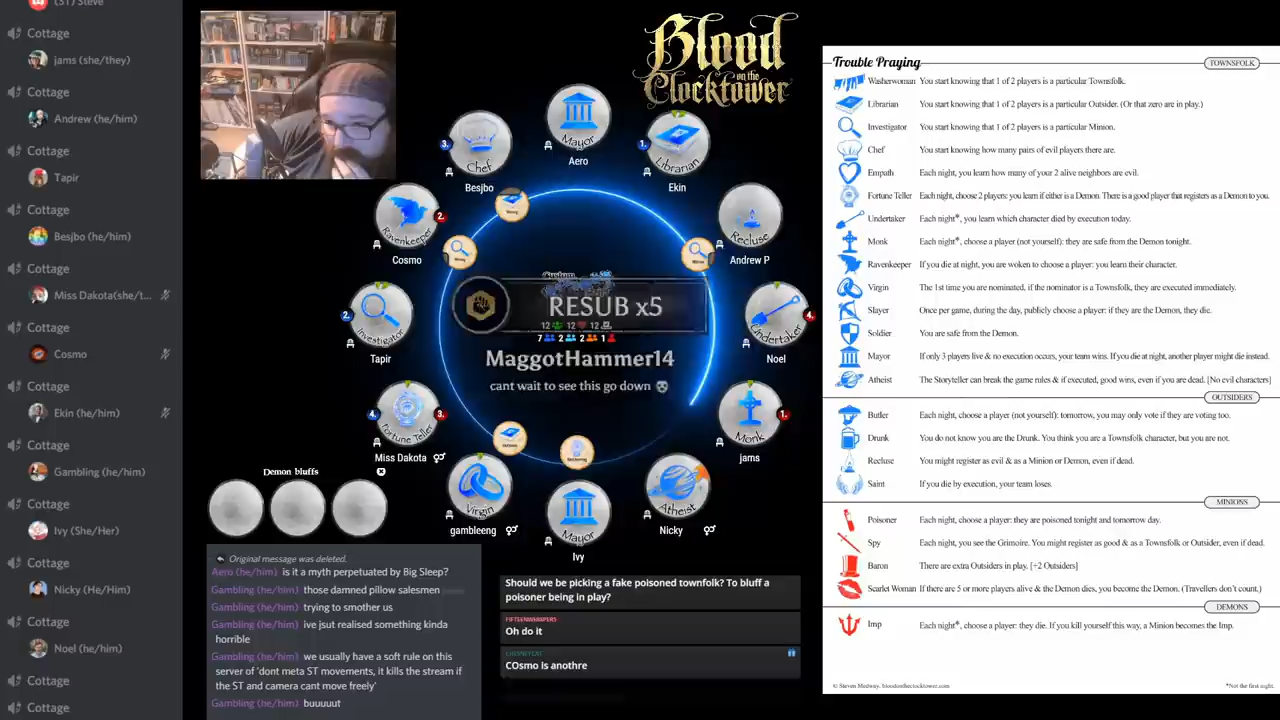 (ST) Steve
Cottage
jams (she/they)
Cottage
Andrew (he/him)
Cottage
Tapir
Cottage
Besjbo (he/him)
Cottage
Miss Dakota(she/t...
Cottage
Cosmo
Cottage
Ekin (he/him)
Cottage
Gambling (he/him)
Cottage
Ivy (She/Her)
Cottage
Nicky (He/Him)
Cottage
Noel (he/him)
Cottage
Cottage
Blood
on the
Clocktower
Mayor
Aero
Librarian
1.
Ekin
Recluse
Andrew P
Undertaker
4.
Noel
Monk
1.
jams
Atheist
Nicky
Mayor
Ivy
Virgin
gambleeng
Fortune Teller
4.
3.
Miss Dakota
Investigator
2.
Tapir
Ravenkeeper
2.
Cosmo
Chef
3.
Besjbo
RESUB x5
12 12 12
7 2 2 1
MaggotHammer14
cant wait to see this go down
Demon bluffs
Original message was deleted.
Aero (he/him) is it a myth perpetuated by Big Sleep?
Gambling (he/him) those damned pillow salesmen
Gambling (he/him) trying to smother us
Gambling (he/him) ive jsut realised something kinda
horrible
Gambling (he/him) we usually have a soft rule on this
server of 'dont meta ST movements, it kills the stream if
the ST and camera cant move freely'
Gambling (he/him) buuuuut
Should we be picking a fake poisoned townfolk? To bluff a
poisoner being in play?
Oh do it
COsmo is anothre
Trouble Praying
TOWNSFOLK
Washerwoman You start knowing that 1 of 2 players is a particular Townsfolk.
Librarian You start knowing that 1 of 2 players is a particular Outsider. (Or that zero are in play.)
Investigator You start knowing that 1 of 2 players is a particular Minion.
Chef You start knowing how many pairs of evil players there are.
Empath Each night, you learn how many of your 2 alive neighbors are evil.
Fortune Teller Each night, choose 2 players: you learn if either is a Demon. There is a good player that registers as a Demon to you.
Undertaker Each night*, you learn which character died by execution today.
Monk Each night*, choose a player (not yourself): they are safe from the Demon tonight.
Ravenkeeper If you die at night, you are woken to choose a player: you learn their character.
Virgin The 1st time you are nominated, if the nominator is a Townsfolk, they are executed immediately.
Slayer Once per game, during the day, publicly choose a player: if they are the Demon, they die.
Soldier You are safe from the Demon.
Mayor If only 3 players live & no execution occurs, your team wins. If you die at night, another player might die instead.
Atheist The Storyteller can break the game rules & if executed, good wins, even if you are dead. [No evil characters]
OUTSIDERS
Butler Each night, choose a player (not yourself): tomorrow, you may only vote if they are voting too.
Drunk You do not know you are the Drunk. You think you are a Townsfolk character, but you are not.
Recluse You might register as evil & as a Minion or Demon, even if dead.
Saint If you die by execution, your team loses.
MINIONS
Poisoner Each night, choose a player: they are poisoned tonight and tomorrow day.
Spy Each night, you see the Grimoire. You might register as good & as a Townsfolk or Outsider, even if dead.
Baron There are extra Outsiders in play. [+2 Outsiders]
Scarlet Woman If there are 5 or more players alive & the Demon dies, you become the Demon. (Travellers don't count.)
DEMONS
Imp Each night*, choose a player: they die. If you kill yourself this way, a Minion becomes the Imp.
© Steven Medway, bloodontheclocktower.com
*Not the first night.